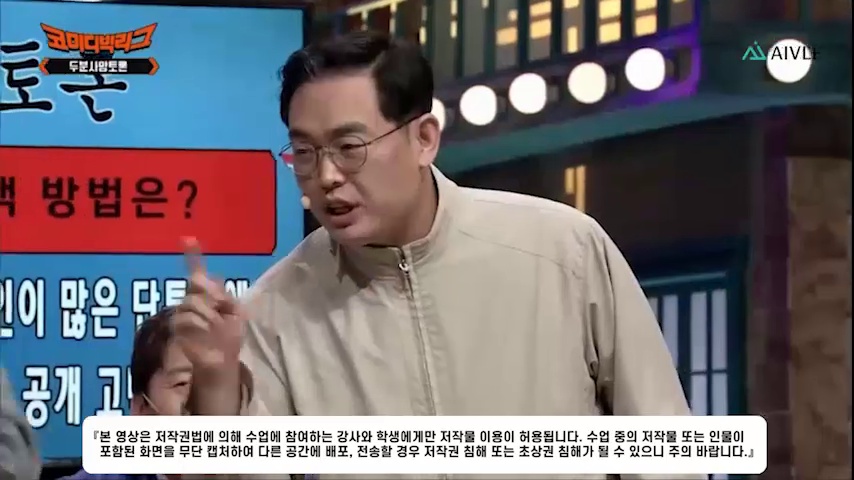 코미디빅리그
두분사망토론
AIVLE
토론
방법은?
인이 많은 단
공개 고
『본 영상은 저작권법에 의해 수업에 참여하는 강사와 학생에게만 저작물 이용이 허용됩니다. 수업 중의 저작물 또는 인물이
포함된 화면을 무단 캡처하여 다른 공간에 배포, 전송할 경우 저작권 침해 또는 초상권 침해가 될 수 있으니 주의 바랍니다.』